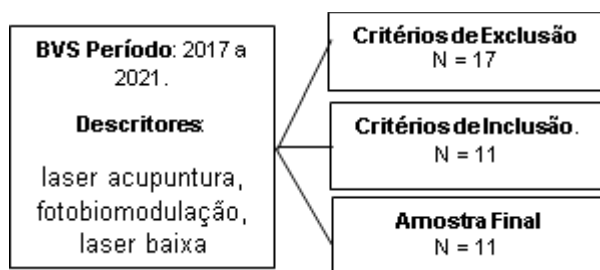 BVS Período: 2017 a
2021.
Descritores:
laser acupuntura,
fotobiomodulação,
laser baixa
Critérios de Exclusão
N = 17
Critérios de Inclusão.
N = 11
Amostra Final
N = 11